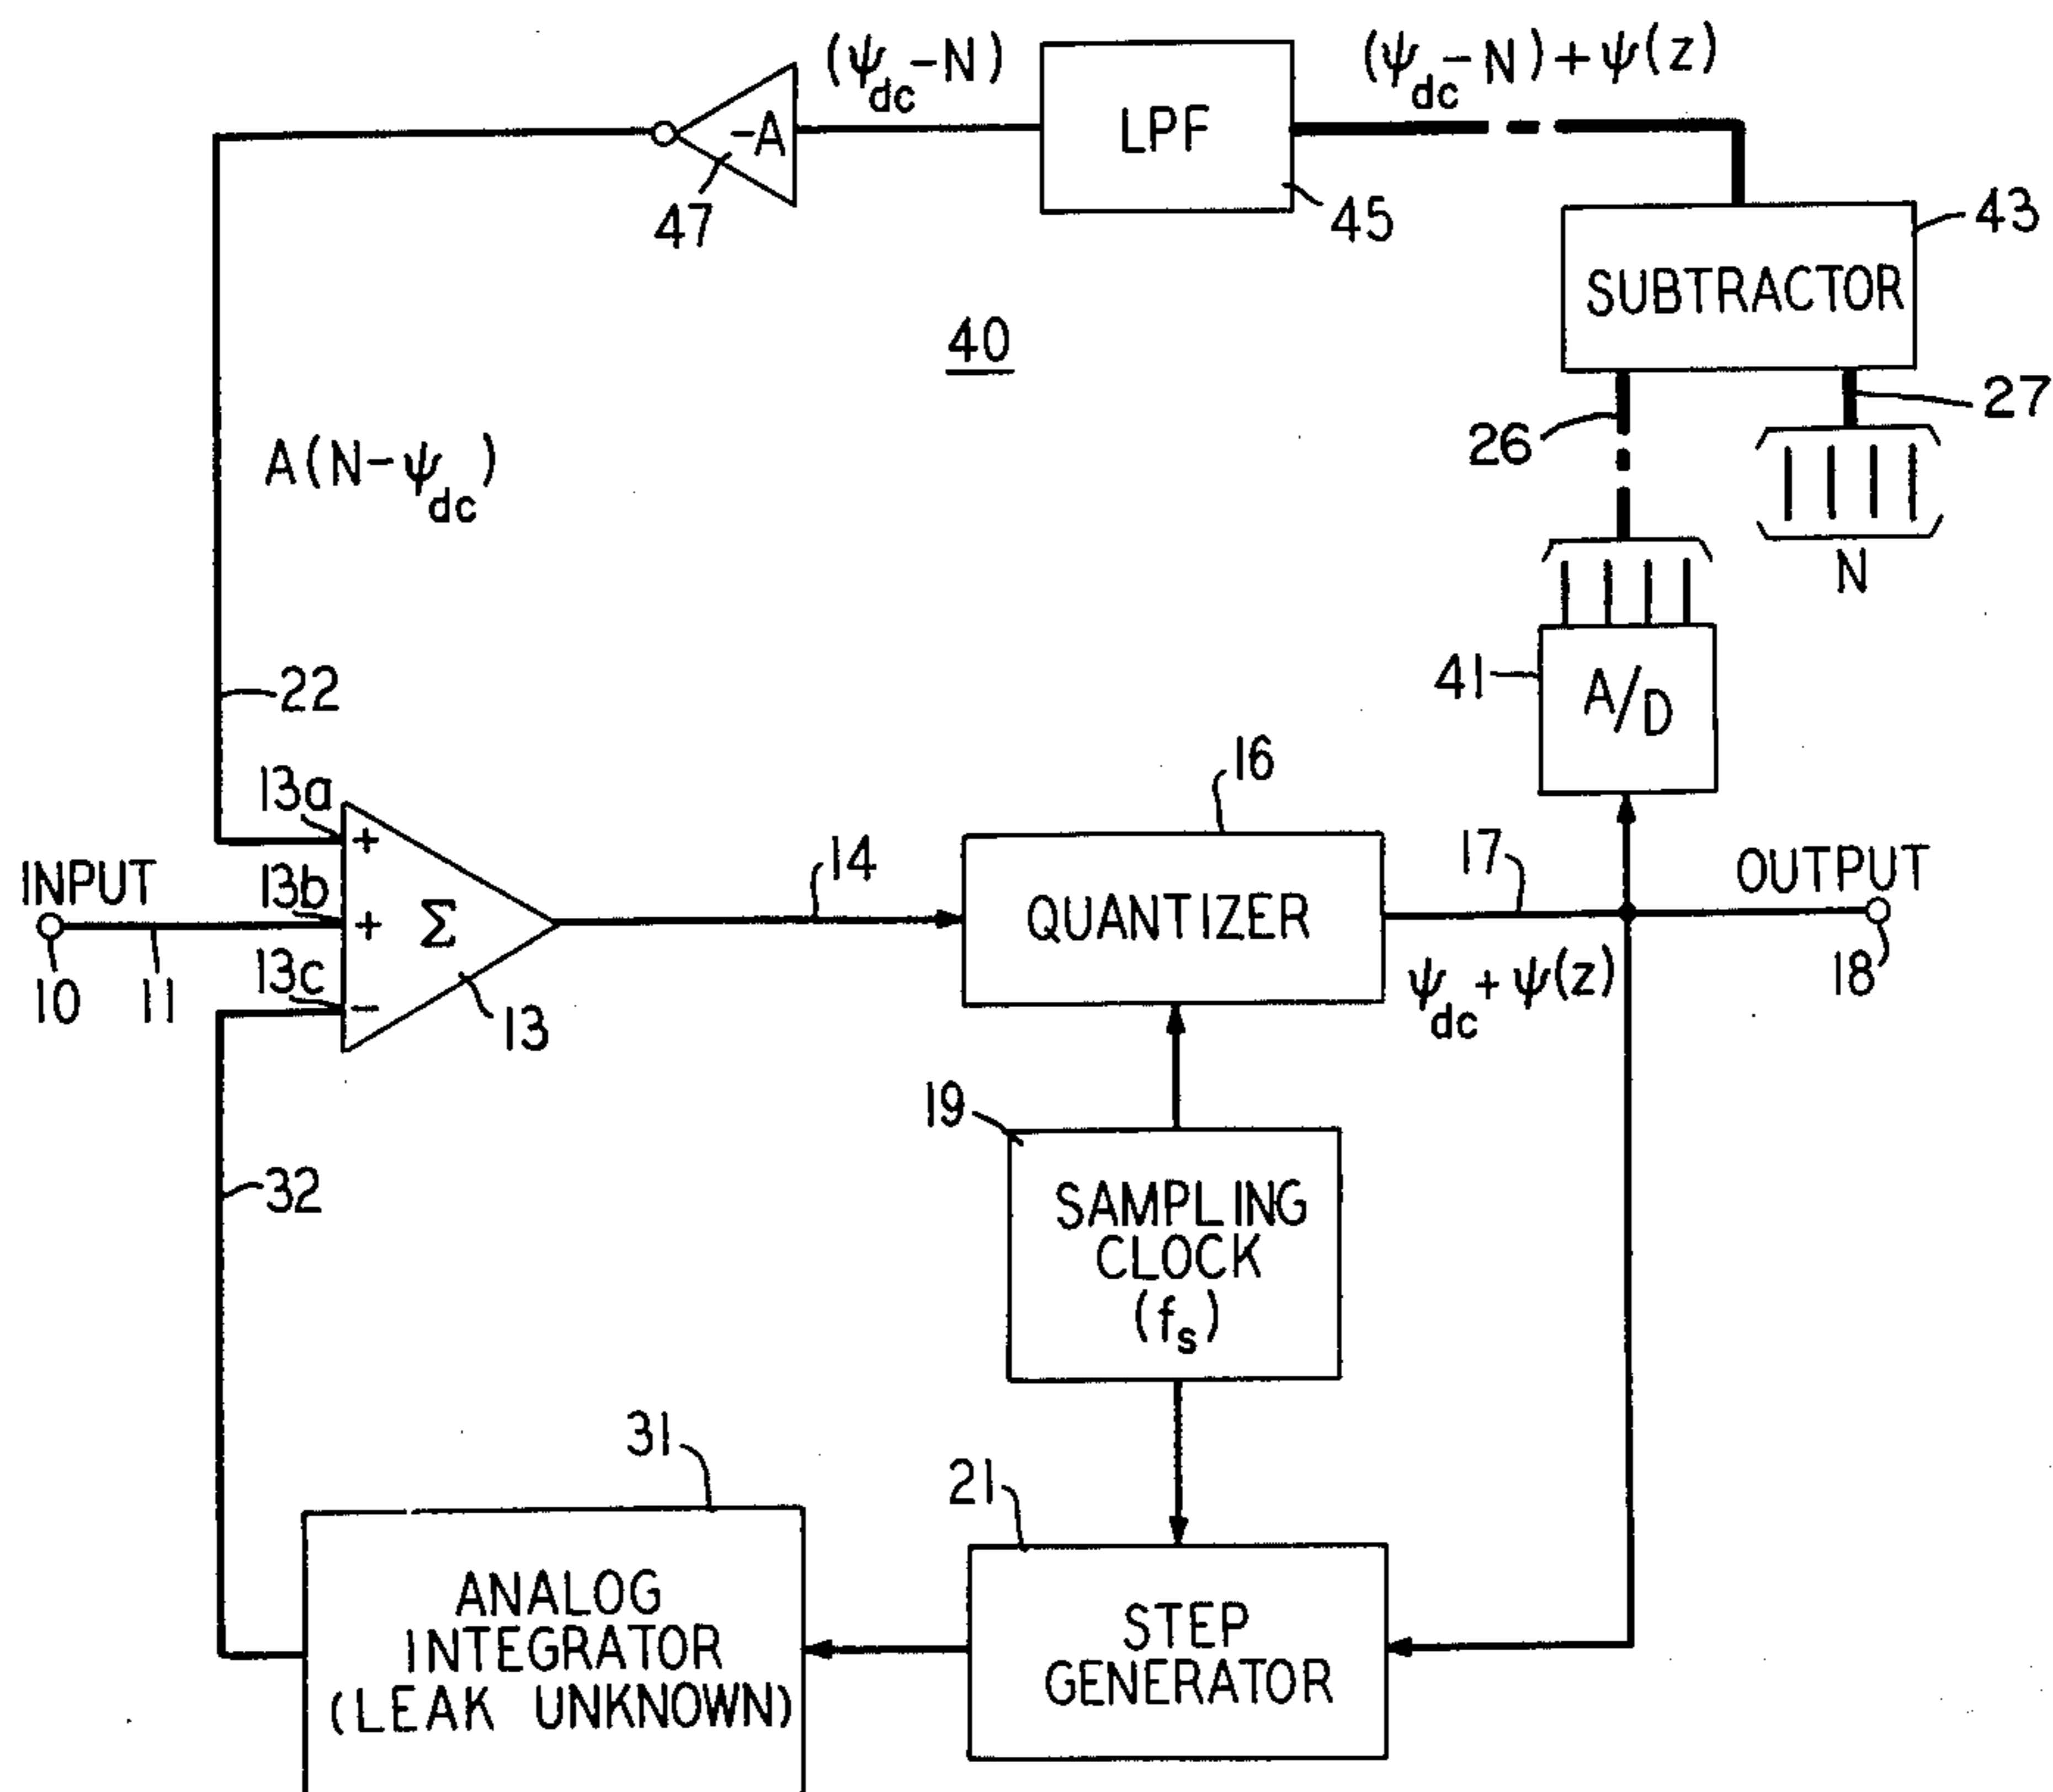 (ψdc-N)
(ψdc-N)+ψ(z)
-A
LPF
47
45
43
SUBTRACTOR
40
27
26
A(N-ψdc)
N
41
A/D
22
16
13a
+
14
17
INPUT
13b
+
Σ
QUANTIZER
OUTPUT
13c
-
10
11
13
ψdc+ψ(z)
18
19
32
SAMPLING
CLOCK
(fs)
31
21
ANALOG
INTEGRATOR
(LEAK UNKNOWN)
STEP
GENERATOR